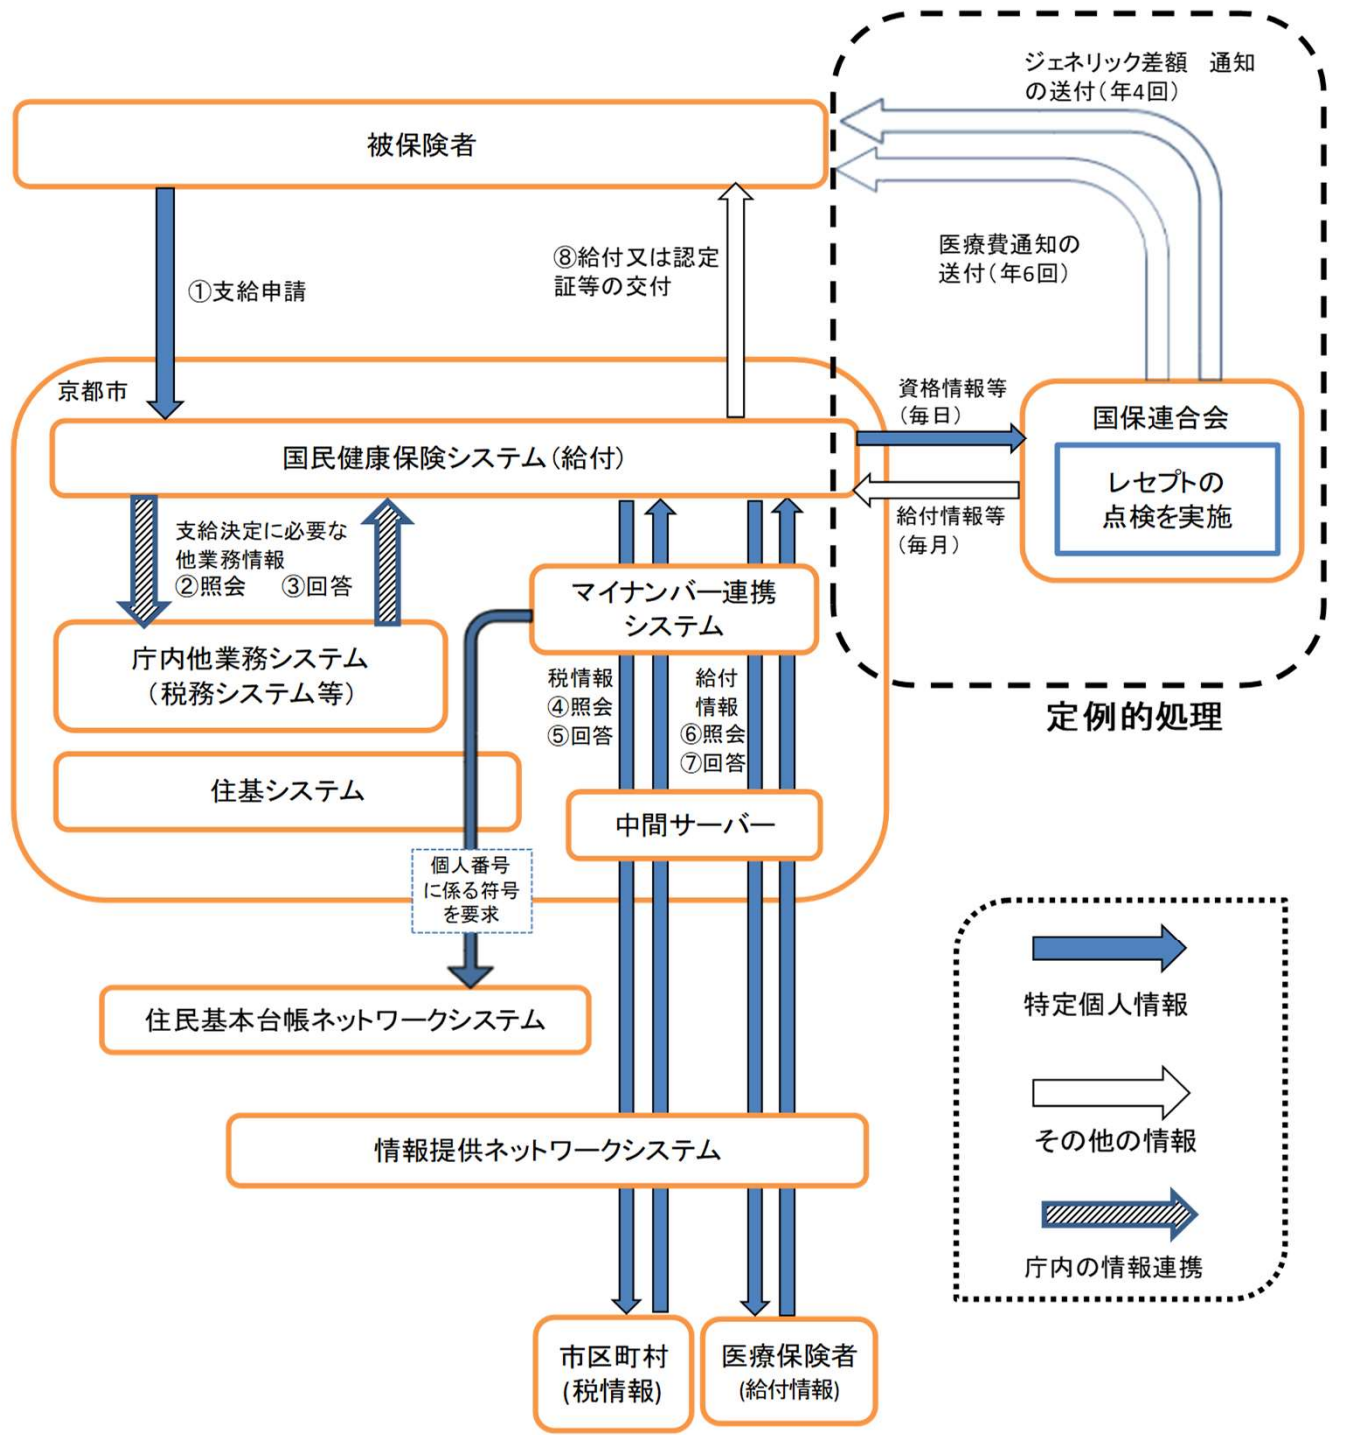 ジェネリック差額　通知
の送付（年4回）
被保険者
医療費通知の
送付（年6回）
⑧給付又は認定
証等の交付
①支給申請
京都市
資格情報等
（毎日）
国保連合会
国民健康保険システム（給付）
レセプトの
点検を実施
給付情報等
（毎月）
支給決定に必要な
他業務情報
②照会　③回答
マイナンバー連携
システム
庁内他業務システム
（税務システム等）
税情報
④照会
⑤回答
給付
情報
⑥照会
⑦回答
定例的処理
住基システム
中間サーバー
個人番号
に係る符号
を要求
住民基本台帳ネットワークシステム
特定個人情報
その他の情報
情報提供ネットワークシステム
庁内の情報連携
市区町村
(税情報)
医療保険者
(給付情報)